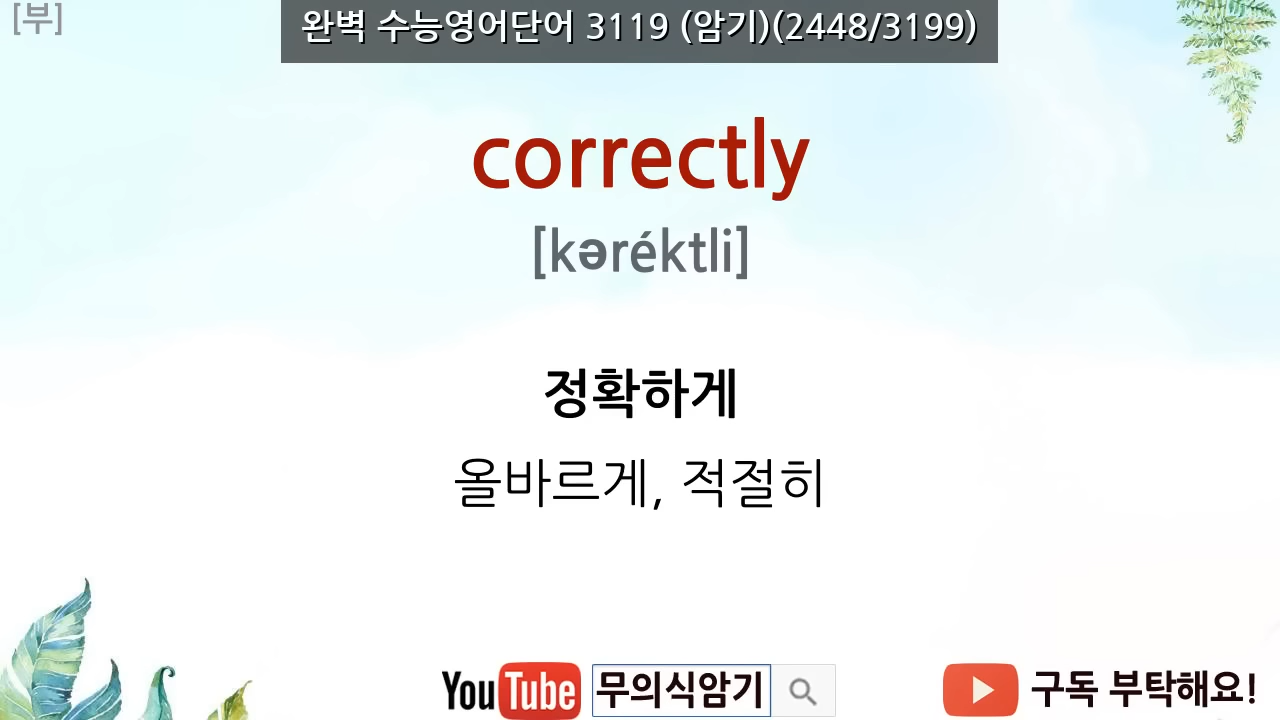 [부]
완벽 수능영어단어 3119 (암기)(2448/3199)
correctly
[kəréktli]
정확하게
올바르게, 적절히
YouTube 무의식암기
구독 부탁해요!